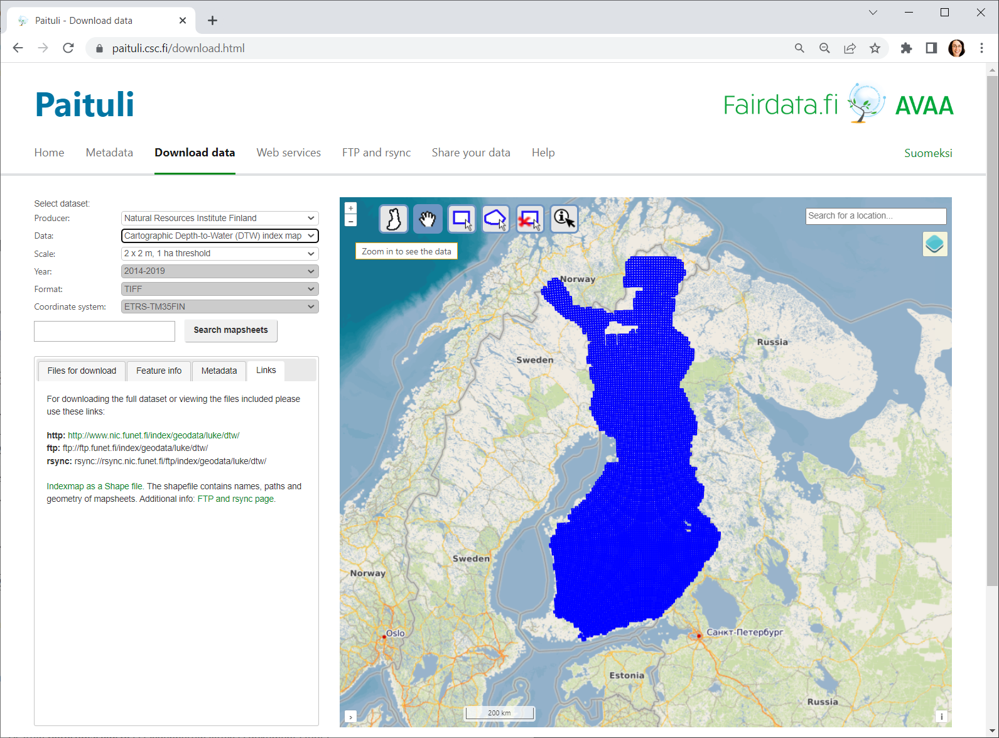 Paituli - Download data
paituli.csc.fi/download.html
Paituli
Fairdata.fi AVAA
Home Metadata Download data Web services FTP and rsync Share your data Help Suomeksi
Select dataset:
Producer: Natural Resources Institute Finland
Data: Cartographic Depth-to-Water (DTW) index map
Scale: 2 x 2 m, 1 ha threshold
Year: 2014-2019
Format: TIFF
Coordinate system: ETRS-TM35FIN
Search mapsheets
Files for download Feature info Metadata Links
For downloading the full dataset or viewing the files included please
use these links:
http: http://www.nic.funet.fi/index/geodata/luke/dtw/
ftp: ftp://ftp.funet.fi/index/geodata/luke/dtw/
rsync: rsync://rsync.nic.funet.fi/ftp/index/geodata/luke/dtw/
Indexmap as a Shape file. The shapefile contains names, paths and
geometry of mapsheets. Additional info: FTP and rsync page.
+
−
Search for a location...
Zoom in to see the data
Norway
Russia
Sweden
Sweden
Norway
Oslo
Санкт-Петербург
Estonia
Russia
›
200 km
i